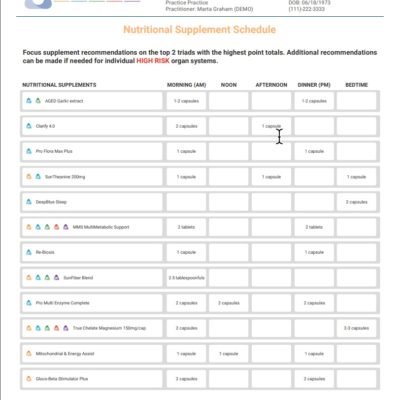 Practice Practice
Practitioner: Marta Graham (DEMO)
DOB: 06/18/1973
(111)-222-3333
Nutritional Supplement Schedule
Focus supplement recommendations on the top 2 triads with the highest point totals. Additional recommendations
can be made if needed for individual HIGH RISK organ systems.
NUTRITIONAL SUPPLEMENTS MORNING (AM) NOON AFTERNOON DINNER (PM) BEDTIME
AGED Garlic extract 1-2 capsules 1-2 capsules
Clarify 4.0 2 capsules 1 capsule
Pro Flora Max Plus 1 capsule 1 capsule
Sun-Theanine 200mg 1 capsule 1 capsule 1 capsule
DeepBlue Sleep 2 capsules
MMS MultiMetabolic Support 2 tablets 2 tablets
Re-Biosis 1 capsule 1 capsule
SunFiber Blend 2.5 tablespoonfuls
Pro Multi Enzyme Complete 2 capsules 2 capsules 2 capsules
True Chelate Magnesium 150mg/cap 2 capsules 2 capsules 2-3 capsules
Mitochondrial & Energy Assist 1 capsule 1 capsule 1 capsule
Gluco-Beta Stimulator Plus 2 capsules 2 capsules